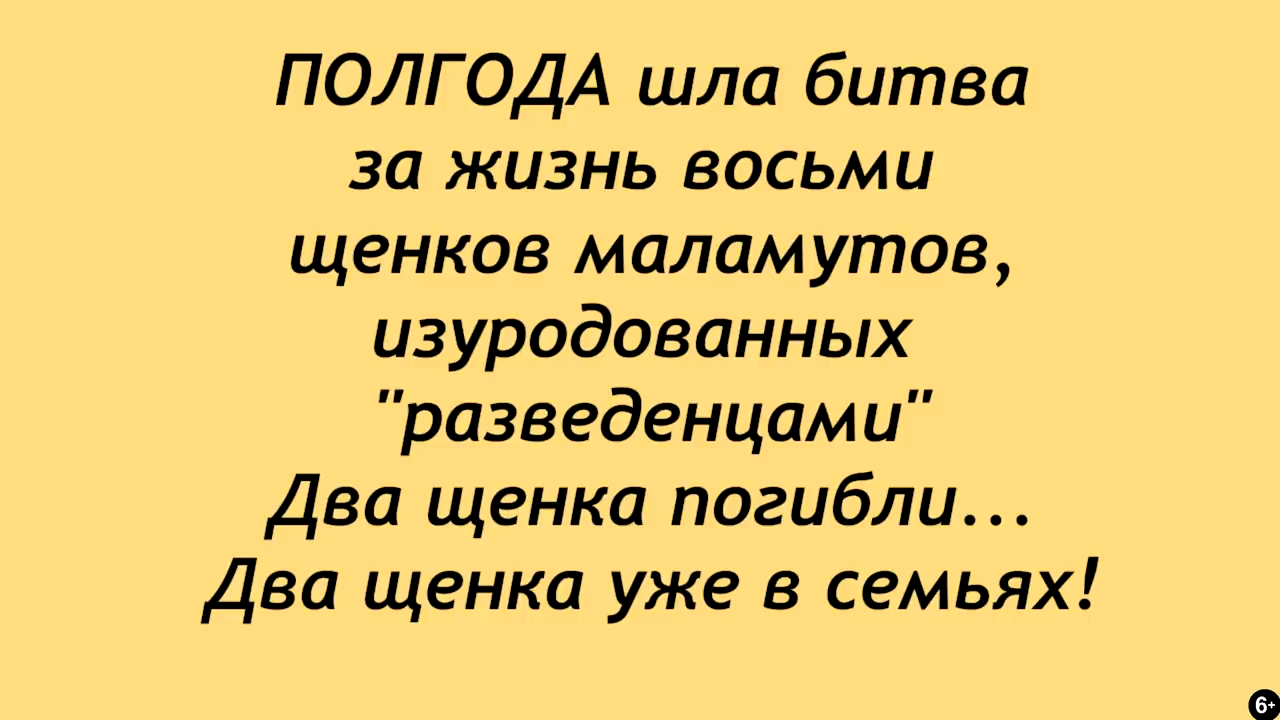 ПОЛГОДА шла битва
за жизнь восьми
щенков маламутов,
изуродованных
"разведенцами"
Два щенка погибли...
Два щенка уже в семьях!
6+